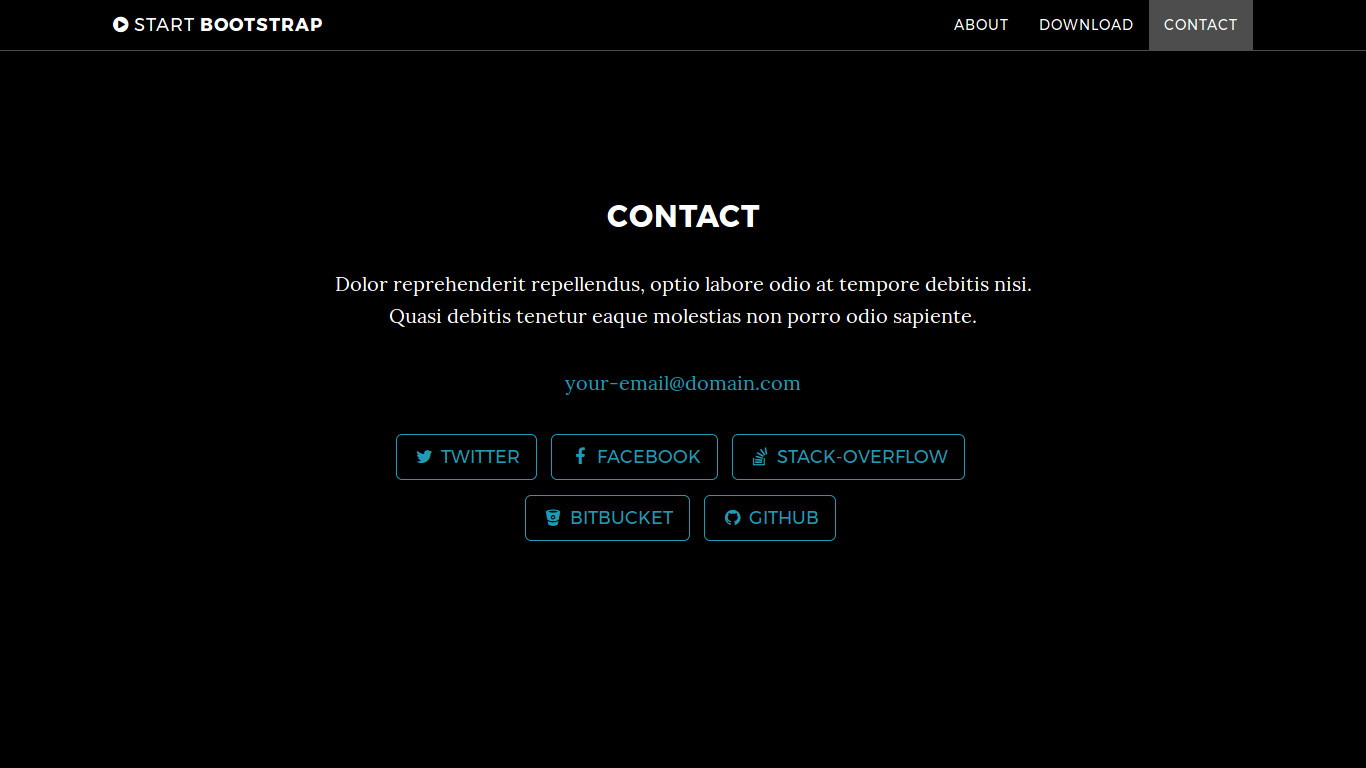 START BOOTSTRAP
ABOUT DOWNLOAD CONTACT
CONTACT
Dolor reprehenderit repellendus, optio labore odio at tempore debitis nisi.
Quasi debitis tenetur eaque molestias non porro odio sapiente.
your-email@domain.com
TWITTER FACEBOOK STACK-OVERFLOW
BITBUCKET GITHUB